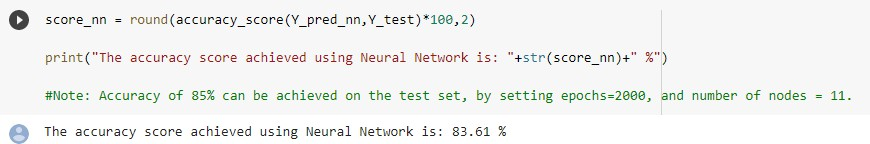 score_nn = round(accuracy_score(Y_pred_nn,Y_test)*100,2)
print("The accuracy score achieved using Neural Network is: "+str(score_nn)+" %")
#Note: Accuracy of 85% can be achieved on the test set, by setting epochs=2000, and number of nodes = 11.
The accuracy score achieved using Neural Network is: 83.61 %